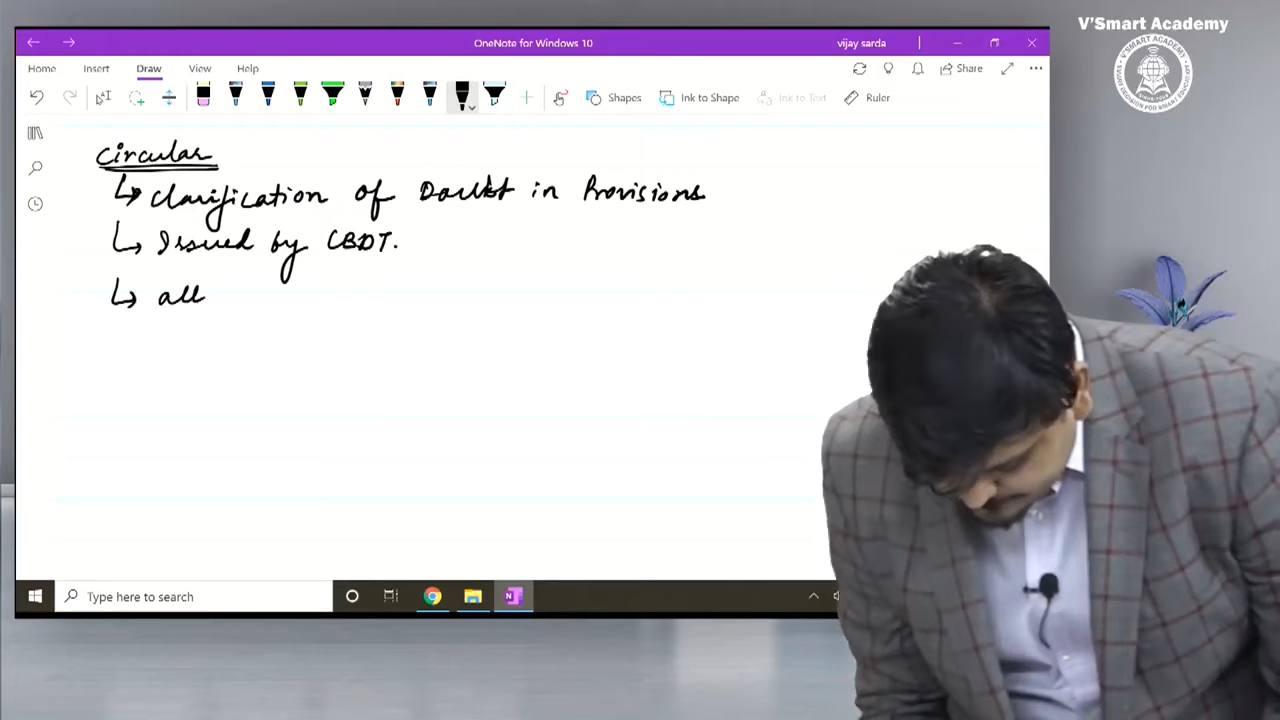 V'Smart Academy
OneNote for Windows 10
vijay sarda
Home Insert Draw View Help
Share
Shapes Ink to Shape Ink to Text Ruler
Circular
↳ Clarification of Doubt in Provisions
↳ Issued by CBDT.
↳ all
Type here to search